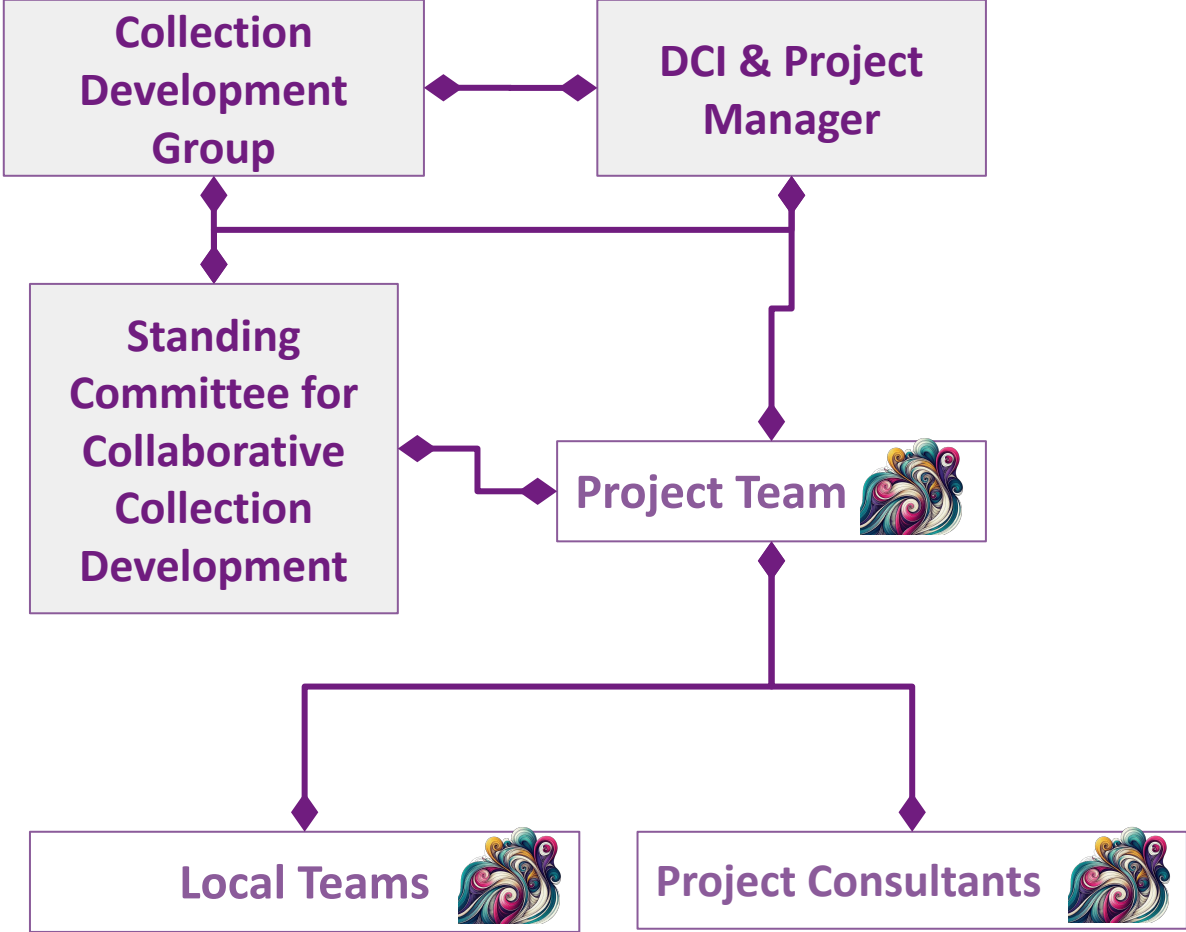 Collection
Development
Group
DCI & Project
Manager
Standing
Committee for
Collaborative
Collection
Development
Project Team
Local Teams
Project Consultants